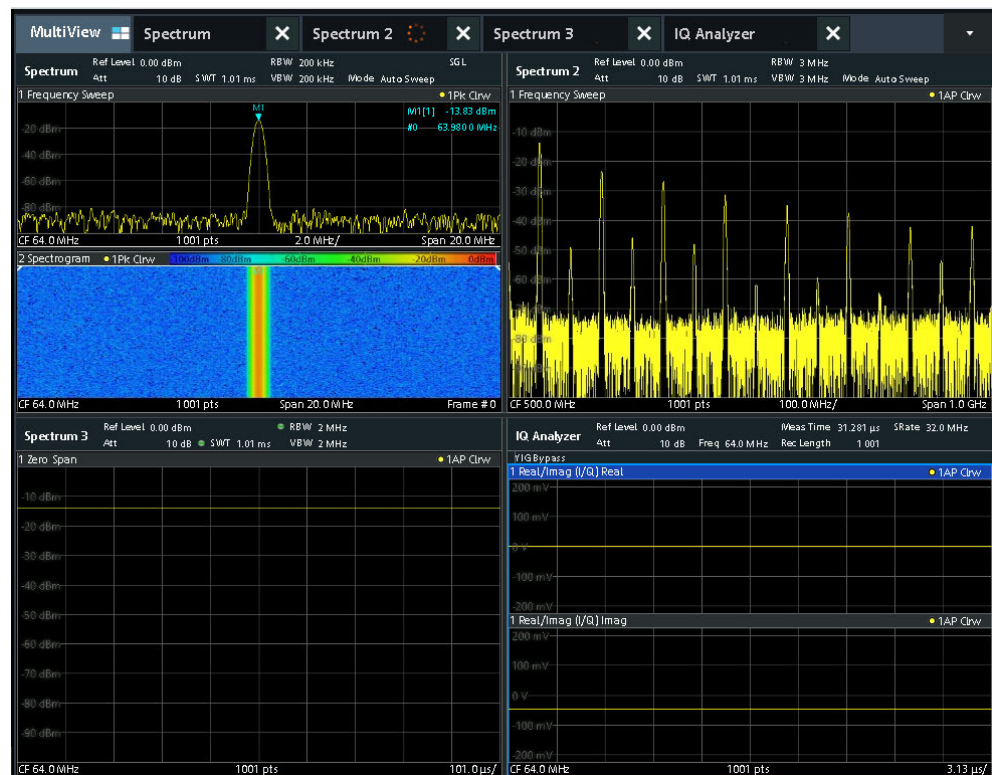 MultiView Spectrum Spectrum 2 Spectrum 3 IQ Analyzer
Spectrum
Ref Level 0.00 dBm RBW 200 kHz SGL
Att 10 dB SWT 1.01 ms VBW 200 kHz Mode Auto Sweep
1 Frequency Sweep 1Pk Clrw
M1
M1[1] -13.83 dBm
#0 63.9800 MHz
-20 dBm
-40 dBm
-60 dBm
-80 dBm
CF 64.0 MHz 1001 pts 2.0 MHz/ Span 20.0 MHz
2 Spectrogram 1Pk Clrw -100dBm -80dBm -60dBm -40dBm -20dBm 0dBm
CF 64.0 MHz 1001 pts Span 20.0 MHz Frame #0
Spectrum 2
Ref Level 0.00 dBm RBW 3 MHz
Att 10 dB SWT 1.01 ms VBW 3 MHz Mode Auto Sweep
1 Frequency Sweep 1AP Clrw
-10 dBm
-20 dBm
-30 dBm
-40 dBm
-50 dBm
-60 dBm
-80 dBm
CF 500.0 MHz 1001 pts 100.0 MHz/ Span 1.0 GHz
Spectrum 3
Ref Level 0.00 dBm RBW 2 MHz
Att 10 dB SWT 1.01 ms VBW 2 MHz
1 Zero Span 1AP Clrw
-10 dBm
-20 dBm
-30 dBm
-40 dBm
-50 dBm
-60 dBm
-70 dBm
-80 dBm
-90 dBm
CF 64.0 MHz 1001 pts 101.0 µs/
IQ Analyzer
Ref Level 0.00 dBm Meas Time 31.281 µs SRate 32.0 MHz
Att 10 dB Freq 64.0 MHz Rec Length 1001
YIG Bypass
1 Real/Imag (I/Q) Real 1AP Clrw
200 mV
100 mV
0 V
-100 mV
-200 mV
1 Real/Imag (I/Q) Imag 1AP Clrw
200 mV
100 mV
0 V
-100 mV
-200 mV
CF 64.0 MHz 1001 pts 3.13 µs/